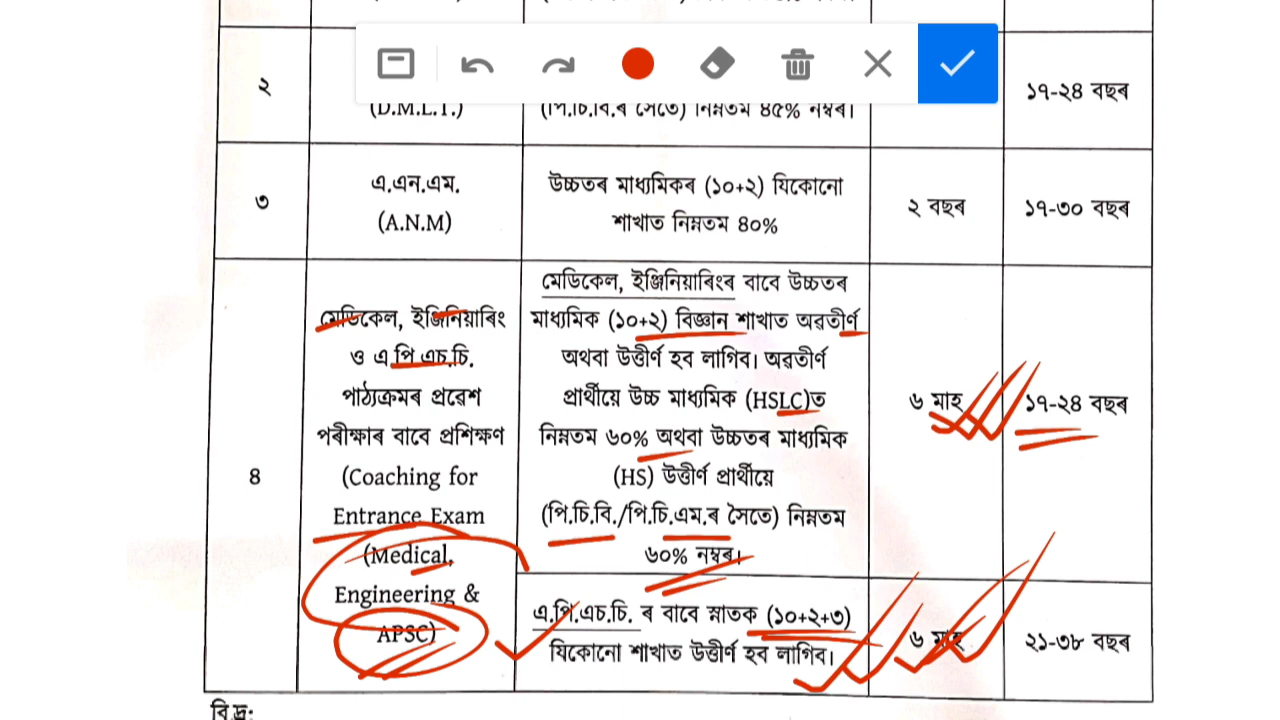 ২
(D.M.L.T.)
(পি.চি.বি.ৰ সৈতে) নিম্নতম ৪৫% নম্বৰ।
১৭-২৪ বছৰ
৩
এ.এন.এম.
(A.N.M)
উচ্চতৰ মাধ্যমিকৰ (১০+২) যিকোনো
শাখাত নিম্নতম ৪০%
২ বছৰ
১৭-৩০ বছৰ
৪
মেডিকেল, ইঞ্জিনিয়াৰিং
ও এ পি এচ.চি.
পাঠ্যক্ৰমৰ প্ৰৱেশ
পৰীক্ষাৰ বাবে প্ৰশিক্ষণ
(Coaching for
Entrance Exam
(Medical,
Engineering &
APSC)
মেডিকেল, ইঞ্জিনিয়াৰিংৰ বাবে উচ্চতৰ
মাধ্যমিক (১০+২) বিজ্ঞান শাখাত অৱতীৰ্ণ
অথবা উত্তীৰ্ণ হব লাগিব। অৱতীৰ্ণ
প্ৰাৰ্থীয়ে উচ্চ মাধ্যমিক (HSLC)ত
নিম্নতম ৬০% অথবা উচ্চতৰ মাধ্যমিক
(HS) উত্তীৰ্ণ প্ৰাৰ্থীয়ে
(পি.চি.বি./পি.চি.এম.ৰ সৈতে) নিম্নতম
৬০% নম্বৰ।
৬ মাহ
১৭-২৪ বছৰ
এ.পি.এচ.চি. ৰ বাবে স্নাতক (১০+২+৩)
যিকোনো শাখাত উত্তীৰ্ণ হব লাগিব।
৬ মাহ
২১-৩৮ বছৰ
বি.দ্ৰ: